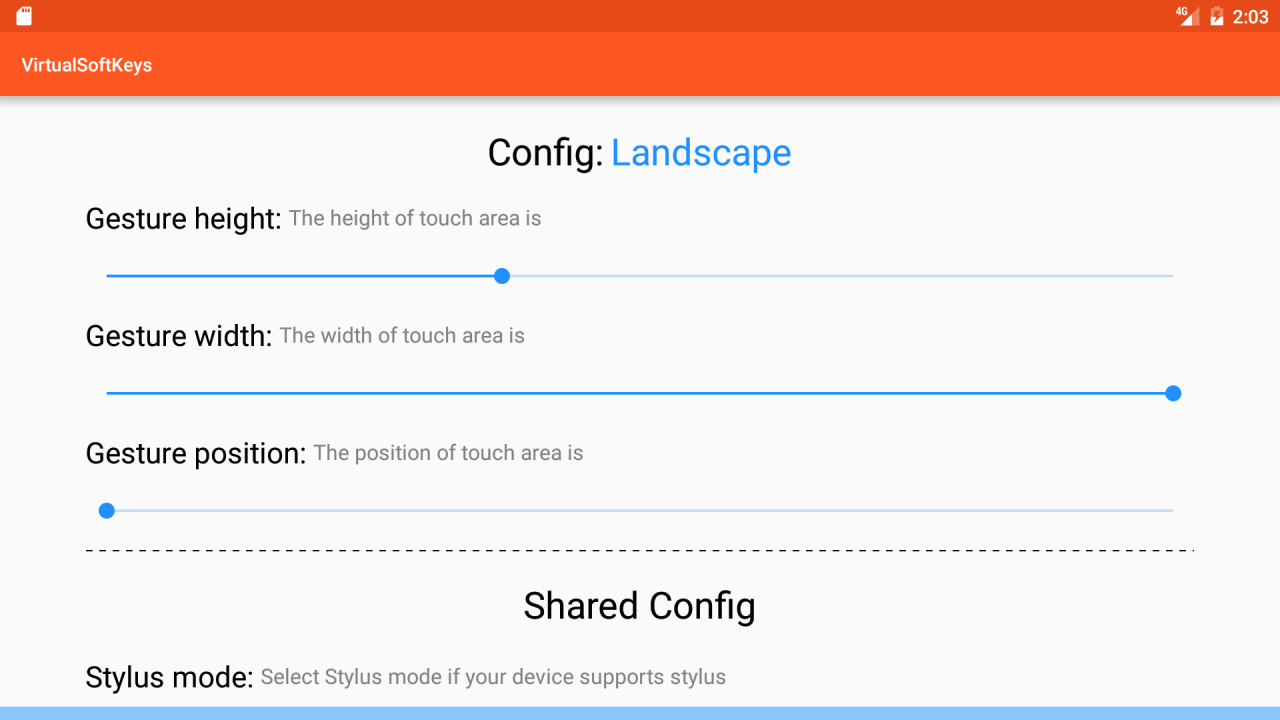 4G 2:03
VirtualSoftKeys
Config: Landscape
Gesture height: The height of touch area is
Gesture width: The width of touch area is
Gesture position: The position of touch area is
Shared Config
Stylus mode: Select Stylus mode if your device supports stylus